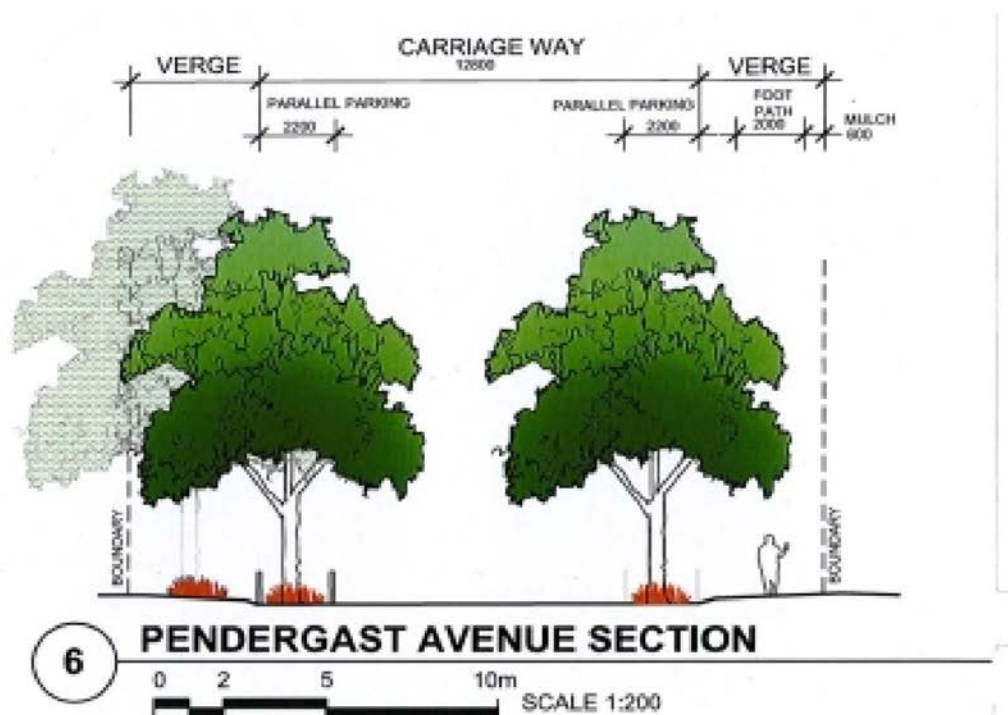 VERGE
CARRIAGE WAY
12800
VERGE
PARALLEL PARKING
2200
PARALLEL PARKING
2200
FOOT
PATH
2000
MULCH
600
BOUNDARY
BOUNDARY
6
PENDERGAST AVENUE SECTION
0 2 5 10m
SCALE 1:200